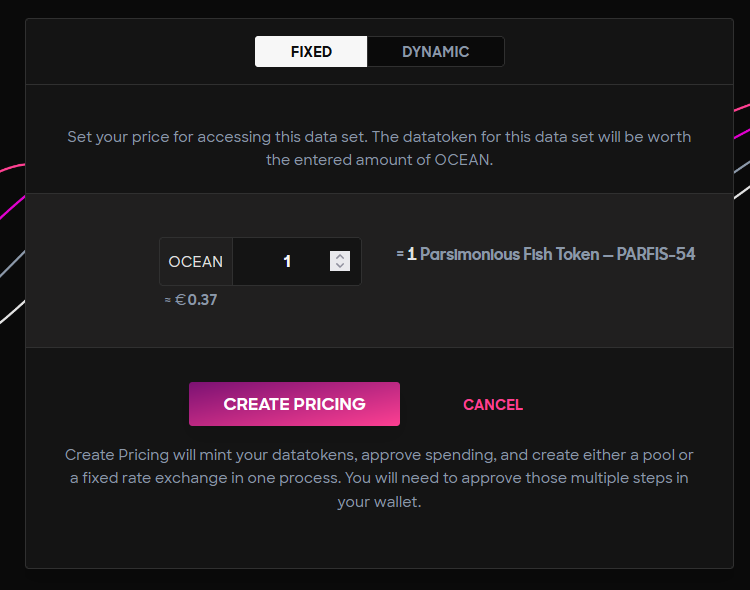 FIXED
DYNAMIC
Set your price for accessing this data set. The datatoken for this data set will be worth
the entered amount of OCEAN.
OCEAN
1
= 1 Parsimonious Fish Token — PARFIS-54
≈ €0.37
CREATE PRICING
CANCEL
Create Pricing will mint your datatokens, approve spending, and create either a pool or
a fixed rate exchange in one process. You will need to approve those multiple steps in
your wallet.